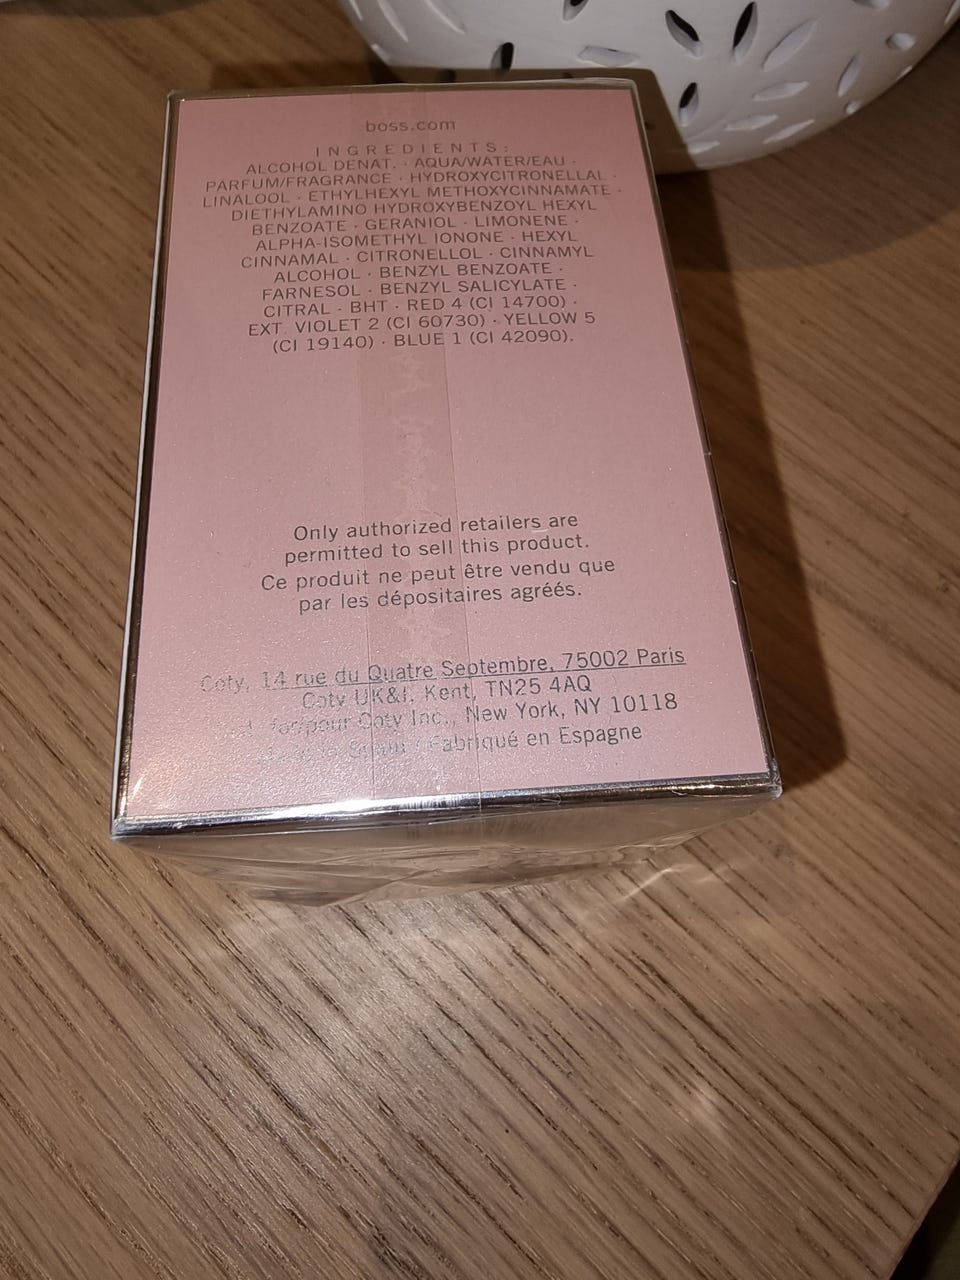 boss.com
INGREDIENTS:
ALCOHOL DENAT. · AQUA/WATER/EAU ·
PARFUM/FRAGRANCE · HYDROXYCITRONELLAL ·
LINALOOL · ETHYLHEXYL METHOXYCINNAMATE ·
DIETHYLAMINO HYDROXYBENZOYL HEXYL
BENZOATE · GERANIOL · LIMONENE ·
ALPHA-ISOMETHYL IONONE · HEXYL
CINNAMAL · CITRONELLOL · CINNAMYL
ALCOHOL · BENZYL BENZOATE ·
FARNESOL · BENZYL SALICYLATE ·
CITRAL · BHT · RED 4 (CI 14700) ·
EXT. VIOLET 2 (CI 60730) · YELLOW 5
(CI 19140) · BLUE 1 (CI 42090).
Only authorized retailers are
permitted to sell this product.
Ce produit ne peut être vendu que
par les dépositaires agréés.
Coty, 14 rue du Quatre Septembre, 75002 Paris
Coty UK&I, Kent, TN25 4AQ
for/pour Coty Inc., New York, NY 10118
Spain / Fabriqué en Espagne